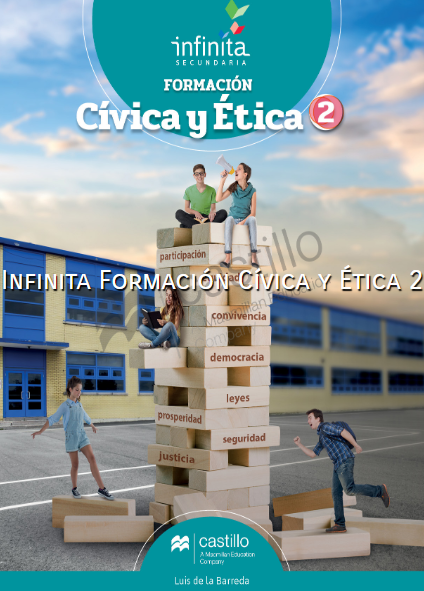 infinita
SECUNDARIA
FORMACIÓN
Cívica y Ética 2
participación
Infinita Formación Cívica y Ética 2
castillo
convivencia
democracia
leyes
prosperidad
seguridad
justicia
castillo
A Macmillan Education
Company
Luis de la Barreda